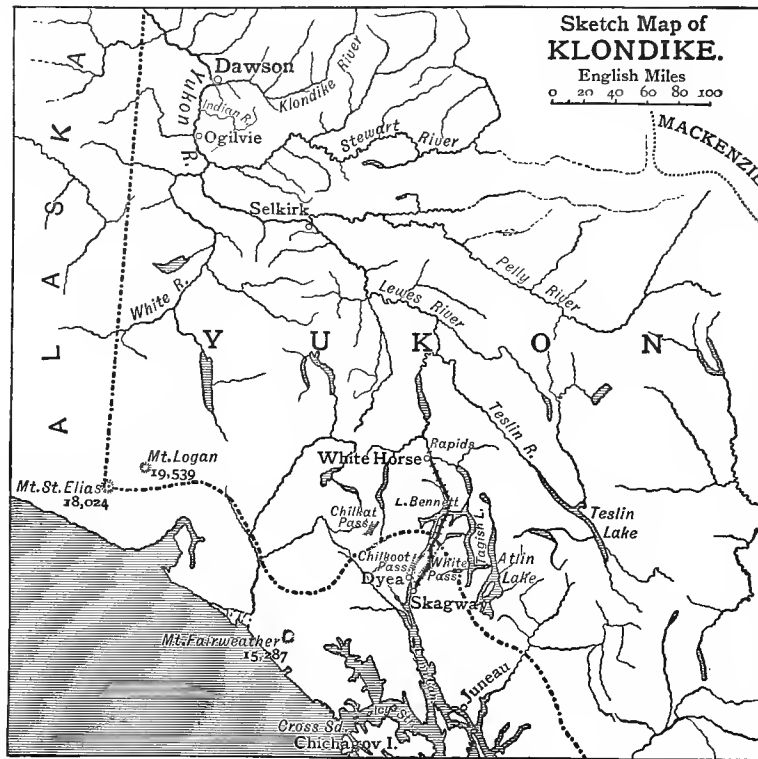 Sketch Map of
KLONDIKE.
English Miles
0 20 40 60 80 100
ALASKA
Yukon R.
Dawson
Klondike River
Indian R.
Ogilvie
Stewart River
MACKENZIE
Selkirk
White R.
Lewes River
Pelly River
YUKON
Teslin R.
Rapids
White Horse
Mt. Logan
19,539
Mt. St. Elias
18,024
L. Bennett
Chilkat
Pass
Tagish L.
Teslin
Lake
Chilkoot
Pass
White
Pass
Atlin
Lake
Dyea
Skagway
Mt. Fairweather
15,287
Juneau
Icy Str.
Cross Sd.
Chichagov I.